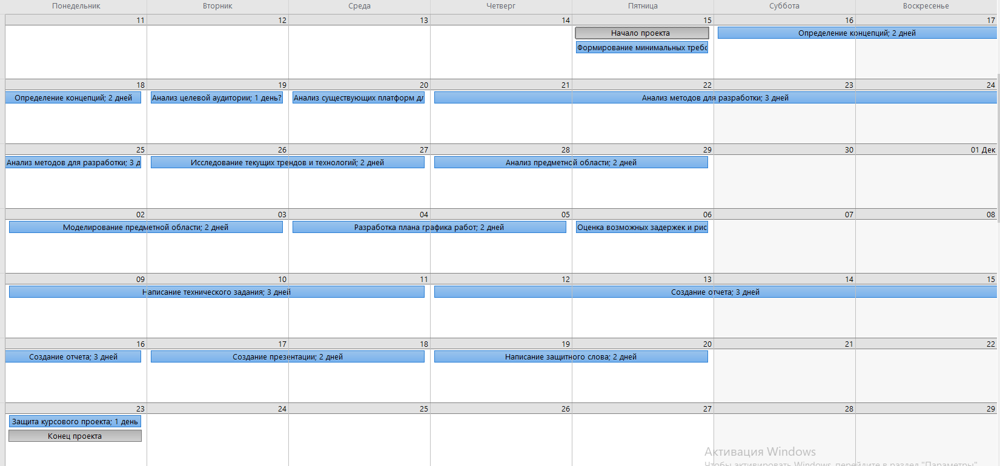 Понедельник Вторник Среда Четверг Пятница Суббота Воскресенье
11 12 13 14 15 16 17
Начало проекта Определение концепций; 2 дней
Формирование минимальных требо
18 19 20 21 22 23 24
Определение концепций; 2 дней Анализ целевой аудитории; 1 день? Анализ существующих платформ дл Анализ методов для разработки; 3 дней
25 26 27 28 29 30 01 Дек
Анализ методов для разработки; 3 д Исследование текущих трендов и технологий; 2 дней Анализ предметной области; 2 дней
02 03 04 05 06 07 08
Моделирование предметной области; 2 дней Разработка плана графика работ; 2 дней Оценка возможных задержек и рис
09 10 11 12 13 14 15
Написание технического задания; 3 дней Создание отчета; 3 дней
16 17 18 19 20 21 22
Создание отчета; 3 дней Создание презентации; 2 дней Написание защитного слова; 2 дней
23 24 25 26 27 28 29
Защита курсового проекта; 1 день
Конец проекта
Активация Windows
Чтобы активировать Windows, перейдите в раздел "Параметры".